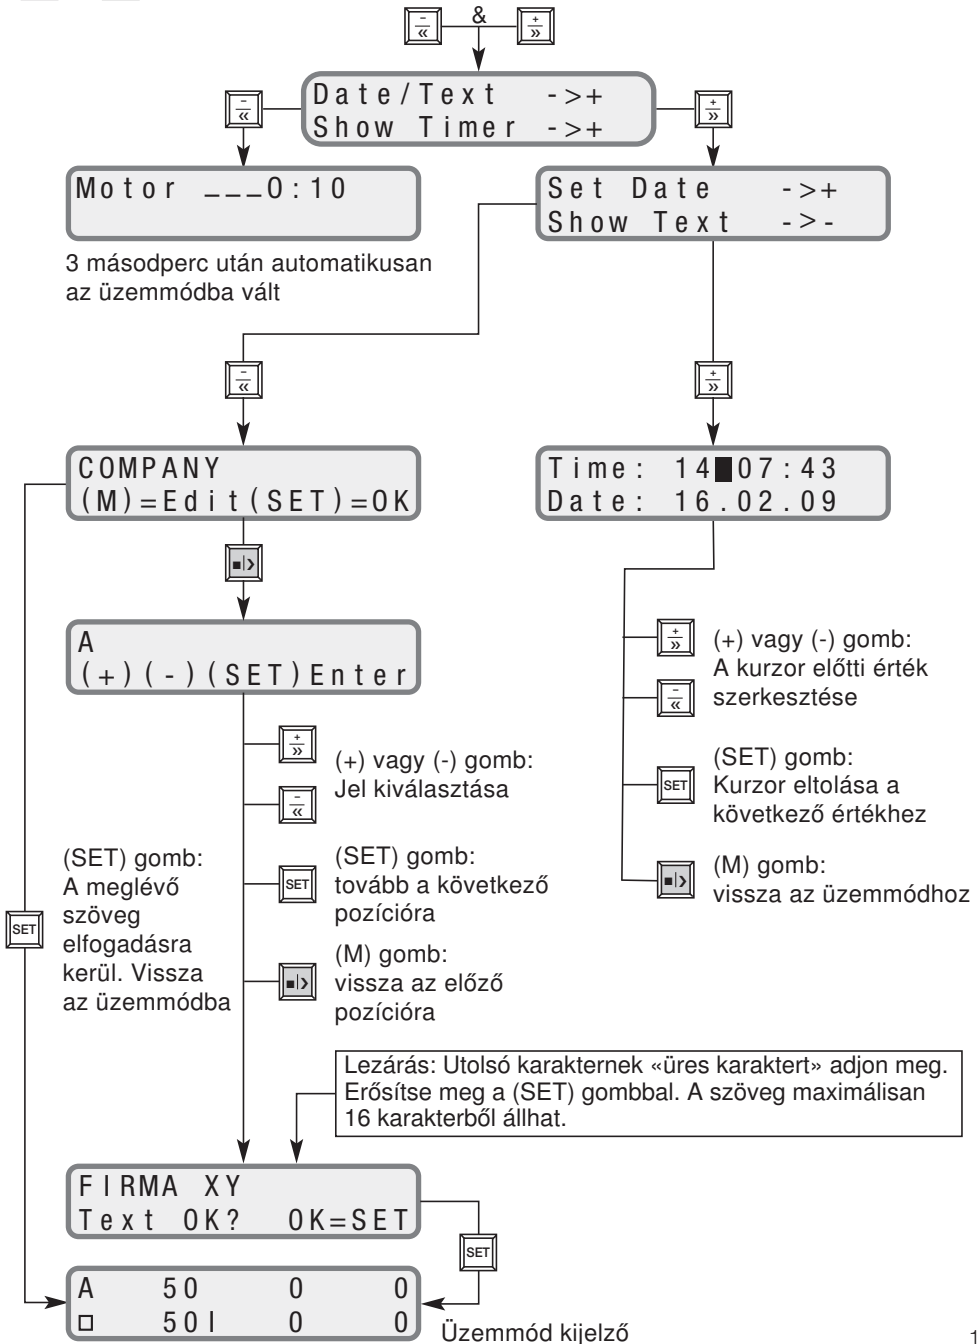 &
Date/Text ->+
Show Timer ->+
Motor ___0:10
3 másodperc után automatikusan
az üzemmódba vált
Set Date ->+
Show Text ->-
COMPANY
(M)=Edit(SET)=OK
Time: 14■07:43
Date: 16.02.09
A
(+)(-)(SET)Enter
(+) vagy (-) gomb:
A kurzor előtti érték
szerkesztése
(SET) gomb:
Kurzor eltolása a
következő értékhez
SET
(M) gomb:
vissza az üzemmódhoz
(+) vagy (-) gomb:
Jel kiválasztása
(SET) gomb:
tovább a következő
pozícióra
SET
(M) gomb:
vissza az előző
pozícióra
(SET) gomb:
A meglévő
szöveg
elfogadásra
kerül. Vissza
az üzemmódba
SET
Lezárás: Utolsó karakternek «üres karaktert» adjon meg.
Erősítse meg a (SET) gombbal. A szöveg maximálisan
16 karakterből állhat.
FIRMA XY
Text OK? OK=SET
SET
A 50 0 0
□ 50l 0 0
Üzemmód kijelző
1